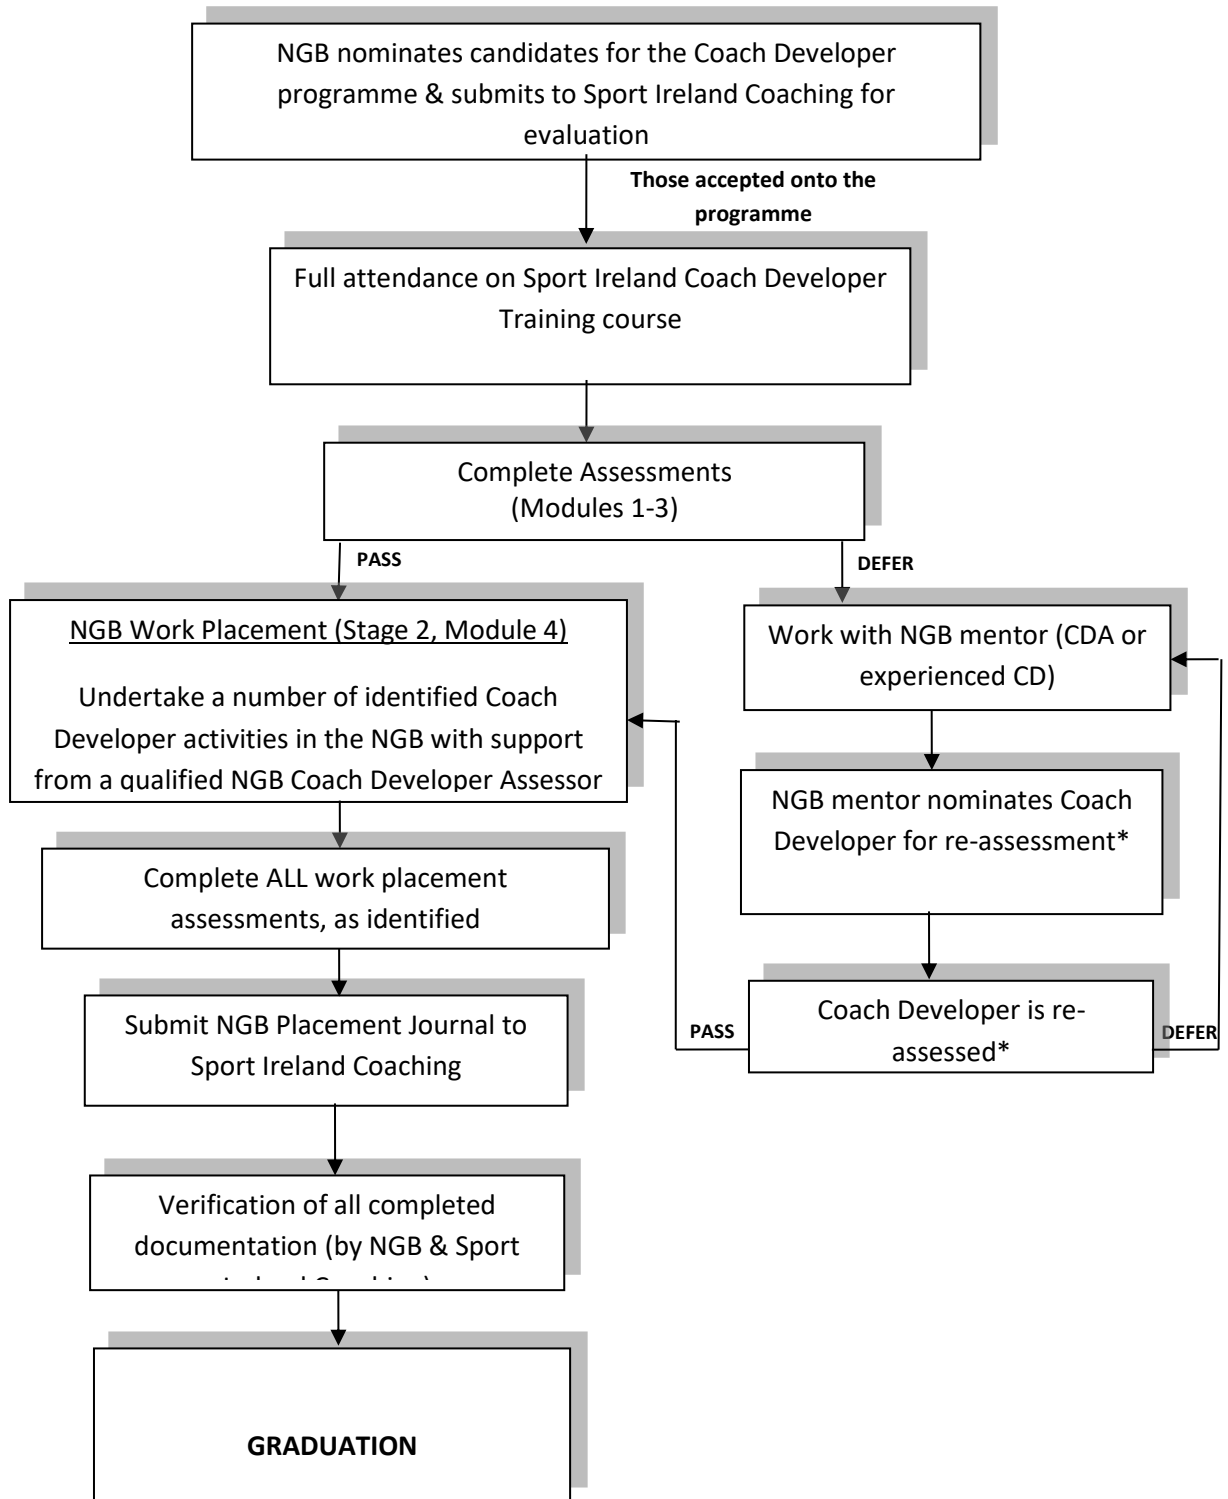 NGB nominates candidates for the Coach Developer
programme & submits to Sport Ireland Coaching for
evaluation
Those accepted onto the
programme
Full attendance on Sport Ireland Coach Developer
Training course
Complete Assessments
(Modules 1-3)
PASS
DEFER
NGB Work Placement (Stage 2, Module 4)
Undertake a number of identified Coach
Developer activities in the NGB with support
from a qualified NGB Coach Developer Assessor
Work with NGB mentor (CDA or
experienced CD)
NGB mentor nominates Coach
Developer for re-assessment*
Complete ALL work placement
assessments, as identified
Coach Developer is re-
assessed*
PASS
DEFER
Submit NGB Placement Journal to
Sport Ireland Coaching
Verification of all completed
documentation (by NGB & Sport
GRADUATION